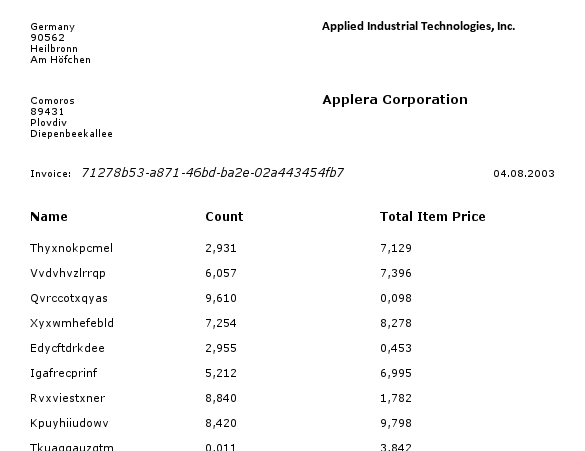 Germany
90562
Heilbronn
Am Höfchen
Applied Industrial Technologies, Inc.
Comoros
89431
Plovdiv
Diepenbeekallee
Applera Corporation
Invoice: 71278b53-a871-46bd-ba2e-02a443454fb7 04.08.2003
Name Count Total Item Price
Thyxnokpcmel 2,931 7,129
Vvdvhvzlrrqp 6,057 7,396
Qvrccotxqyas 9,610 0,098
Xyxwmhefebld 7,254 8,278
Edycftdrkdee 2,955 0,453
Igafrecprinf 5,212 6,995
Rvxviestxner 8,840 1,782
Kpuyhiiudowv 8,420 9,798
0,011 3,842